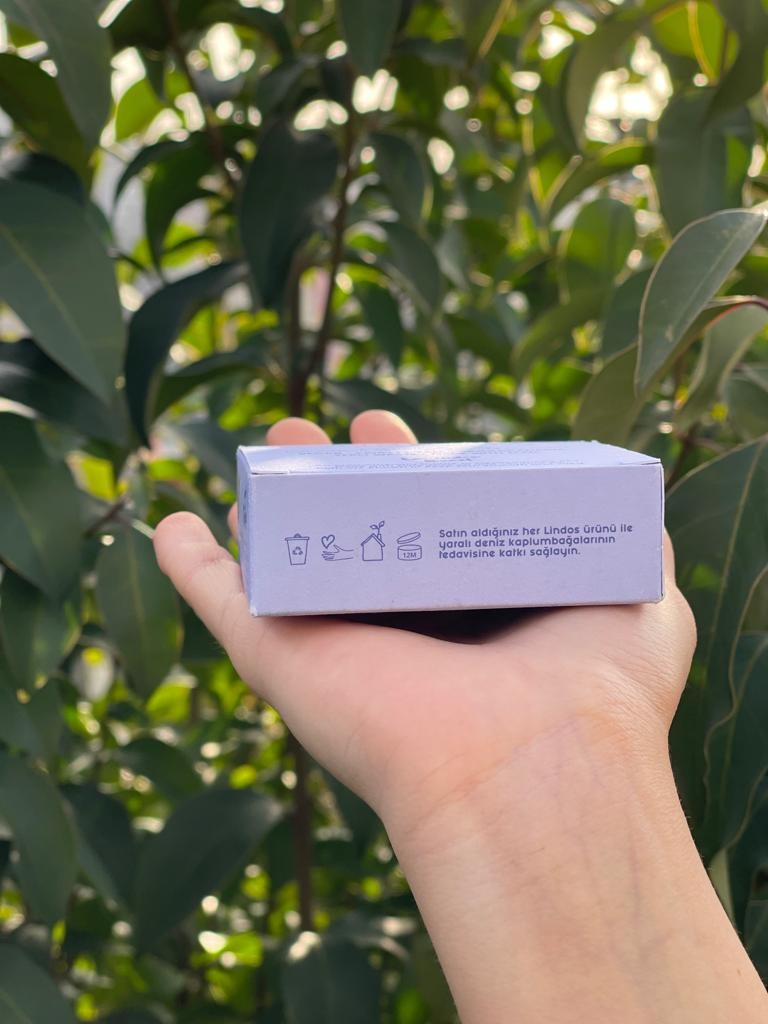 12M
Satın aldığınız her Lindos ürünü ile
yaralı deniz kaplumbağalarının
tedavisine katkı sağlayın.